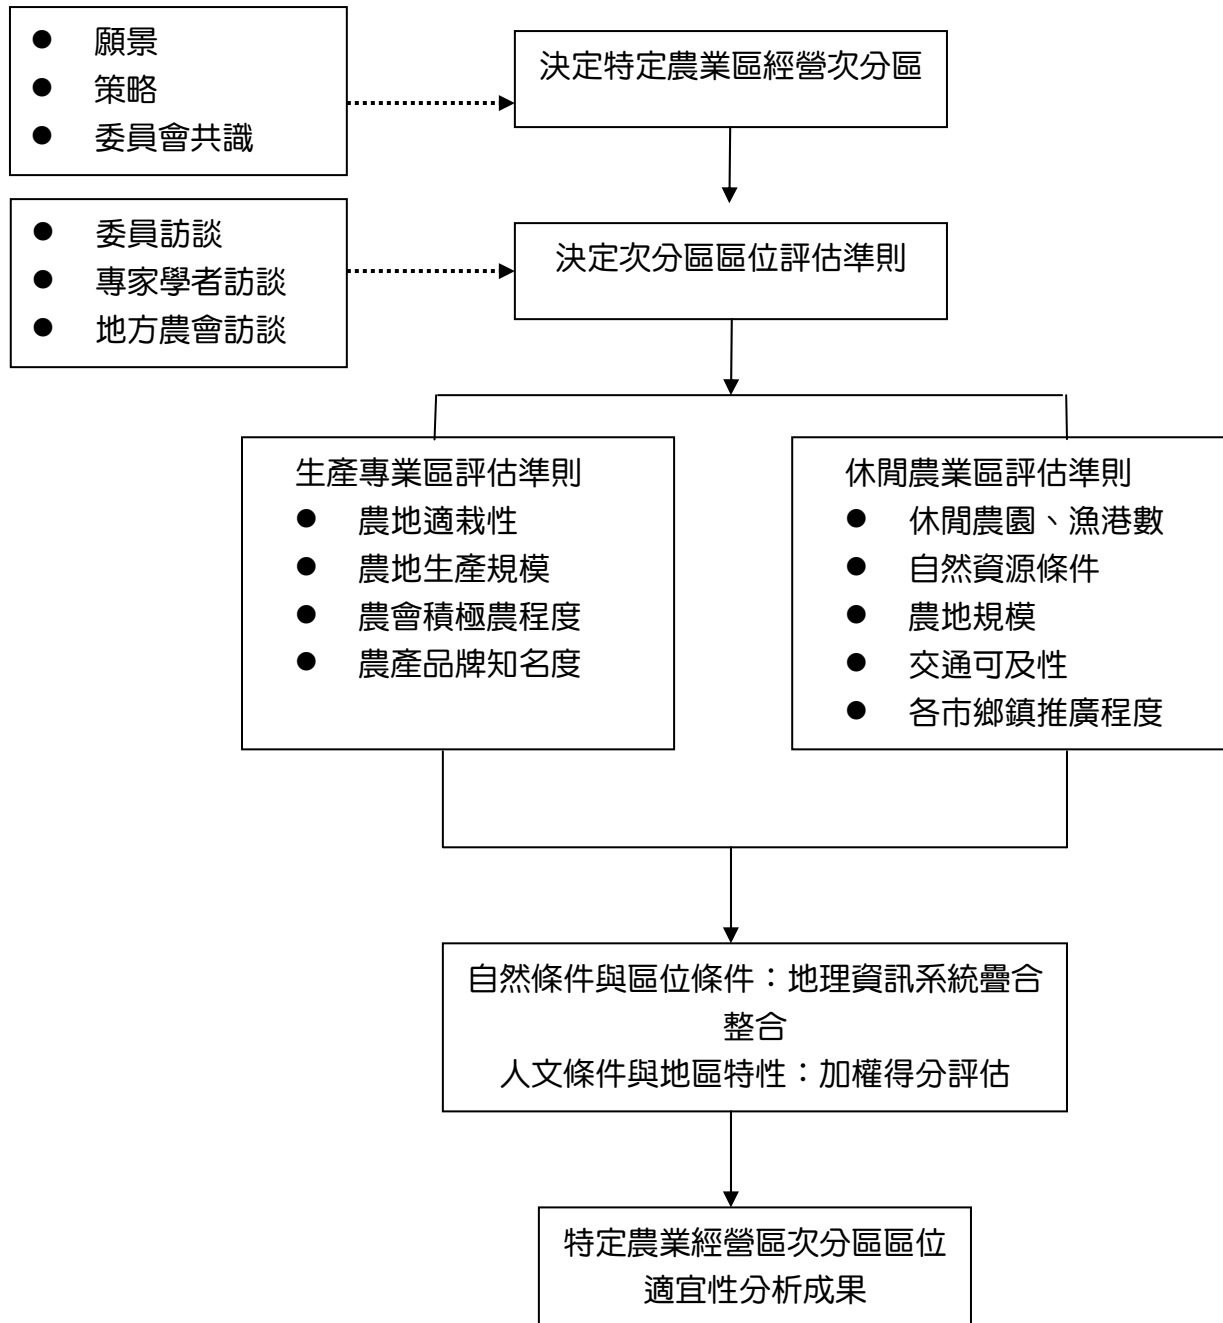 ● 願景
● 策略
● 委員會共識
決定特定農業區經營次分區
● 委員訪談
● 專家學者訪談
● 地方農會訪談
決定次分區區位評估準則
生產專業區評估準則
● 農地適栽性
● 農地生產規模
● 農會積極農程度
● 農產品牌知名度
休閒農業區評估準則
● 休閒農園、漁港數
● 自然資源條件
● 農地規模
● 交通可及性
● 各市鄉鎮推廣程度
自然條件與區位條件：地理資訊系統疊合
整合
人文條件與地區特性：加權得分評估
特定農業經營區次分區區位
適宜性分析成果